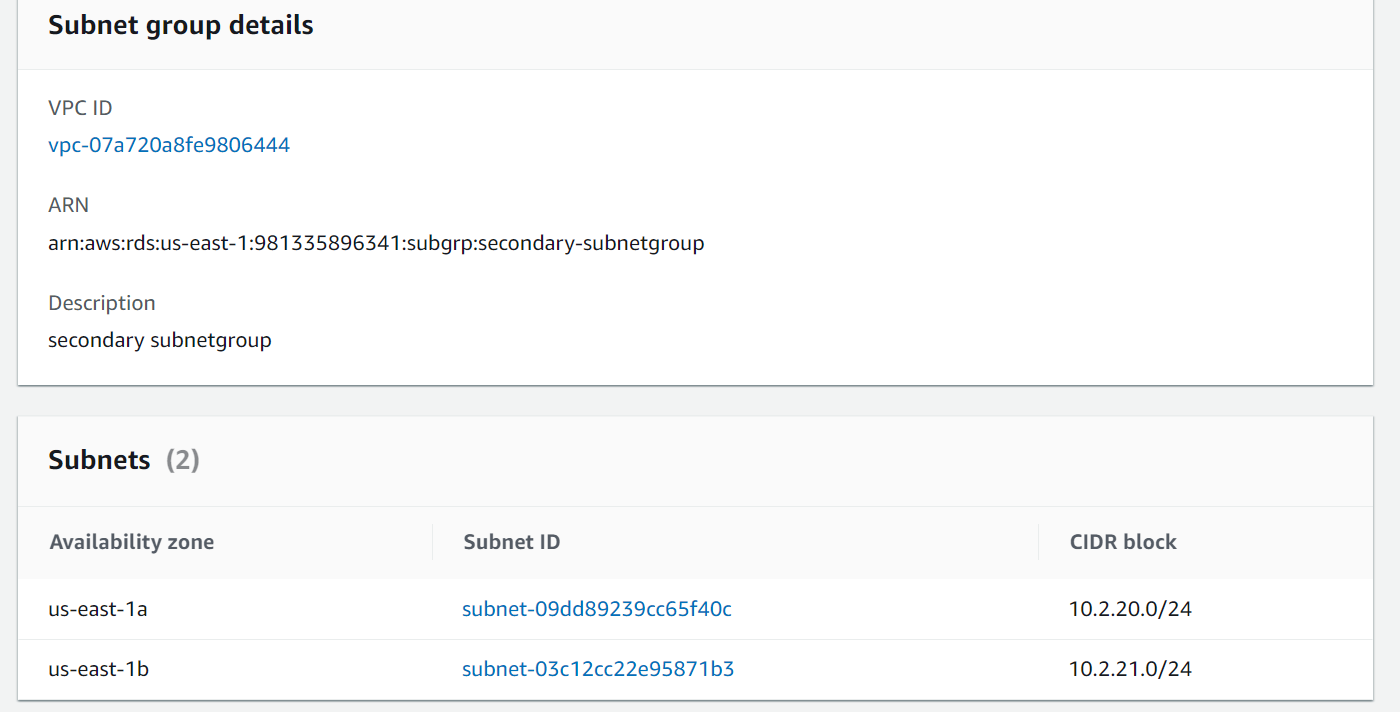 Subnet group details
VPC ID
vpc-07a720a8fe9806444
ARN
arn:aws:rds:us-east-1:981335896341:subgrp:secondary-subnetgroup
Description
secondary subnetgroup
Subnets (2)
Availability zone Subnet ID CIDR block
us-east-1a subnet-09dd89239cc65f40c 10.2.20.0/24
us-east-1b subnet-03c12cc22e95871b3 10.2.21.0/24